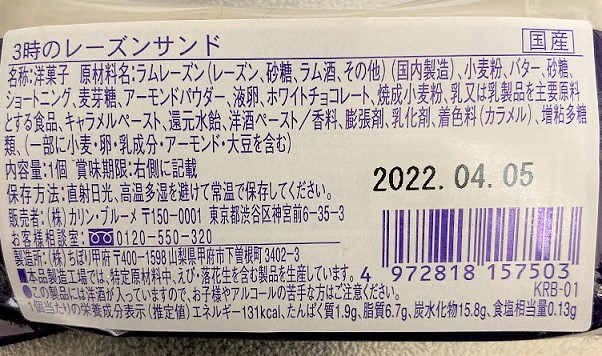 3時のレーズンサンド
国産
名称:洋菓子 原材料名:ラムレーズン(レーズン、砂糖、ラム酒、その他)(国内製造)、小麦粉、バター、砂糖、
ショートニング、麦芽糖、アーモンドパウダー、液卵、ホワイトチョコレート、焼成小麦粉、乳又は乳製品を主要原料
とする食品、キャラメルペースト、還元水飴、洋酒ペースト/香料、膨張剤、乳化剤、着色料(カラメル)、増粘多糖
類、(一部に小麦・卵・乳成分・アーモンド・大豆を含む)
内容量:1個 賞味期限:右側に記載
2022.04.05
保存方法:直射日光、高温多湿を避けて常温で保存してください。
販売者:(株)カリン・ブルーメ 〒150-0001 東京都渋谷区神宮前6-35-3
お客様相談室:0120-550-320
製造所:(株)ちぼり甲府 〒400-1598 山梨県甲府市下曽根町3402-3
■本品製造工場では、特定原材料中、えび・落花生を含む製品を生産しています。
4 972818 157503
●この製品には洋酒が入っていますので、お子様やアルコールの苦手な方はご注意ください。
KRB-01
1個当たりの栄養成分表示(推定値)エネルギー131kcal、たんぱく質1.9g、脂質6.7g、炭水化物15.8g、食塩相当量0.13g